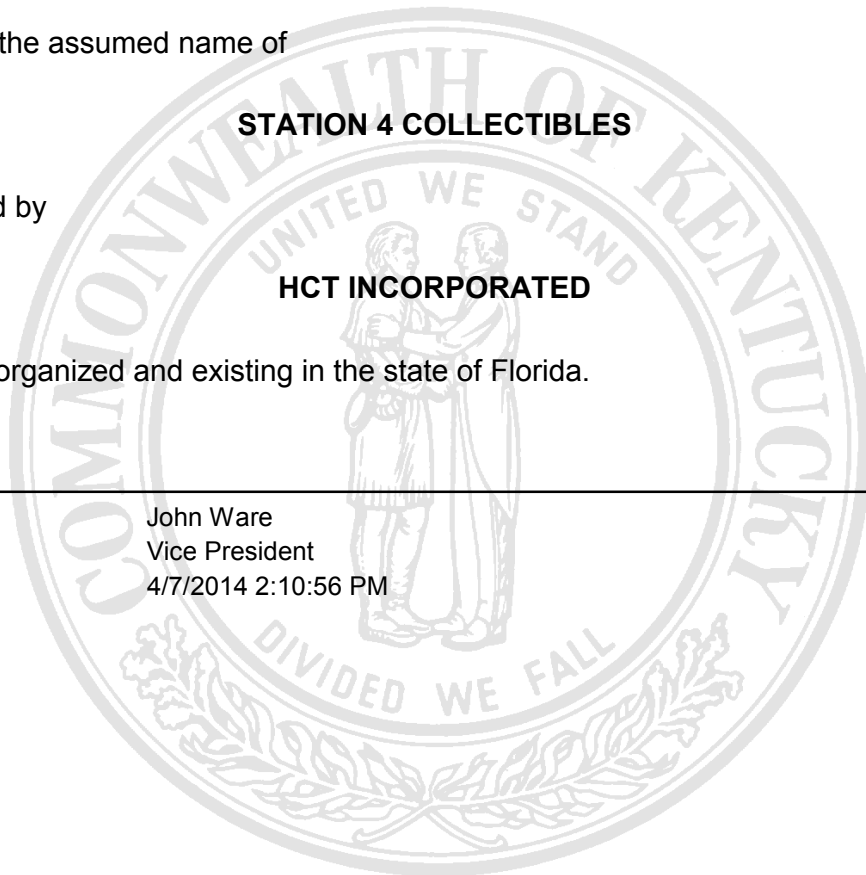 the assumed name of
STATION 4 COLLECTIBLES
d by
HCT INCORPORATED
organized and existing in the state of Florida.
John Ware
Vice President
4/7/2014 2:10:56 PM
COMMONWEALTH OF KENTUCKY
UNITED WE STAND
DIVIDED WE FALL